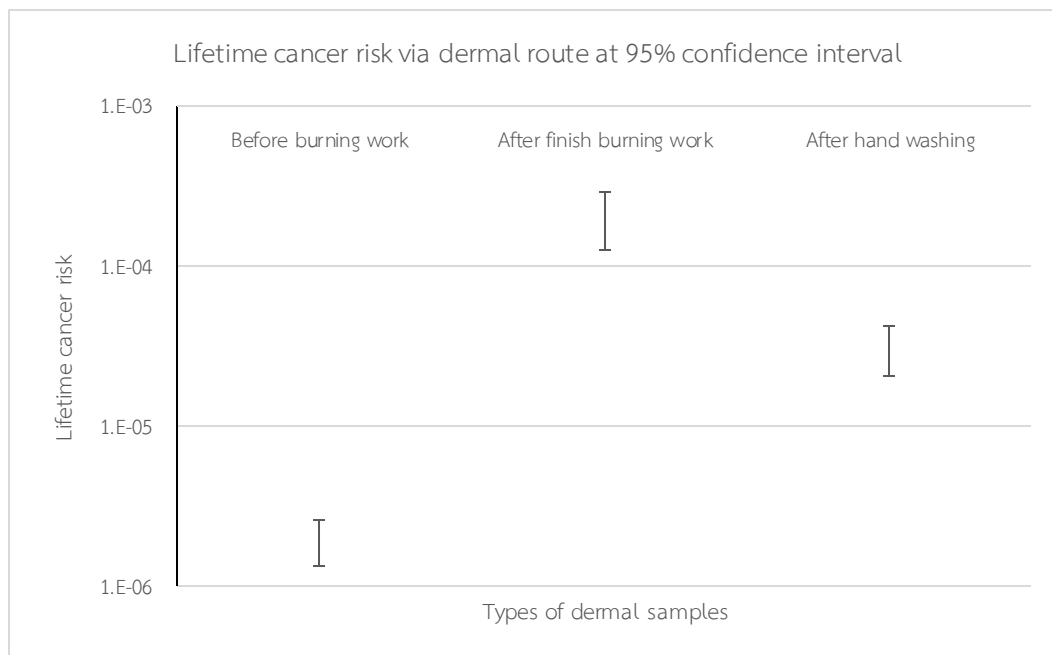 Lifetime cancer risk via dermal route at 95% confidence interval
1.E-03
Before burning work
After finish burning work
After hand washing
1.E-04
Lifetime cancer risk
1.E-05
1.E-06
Types of dermal samples